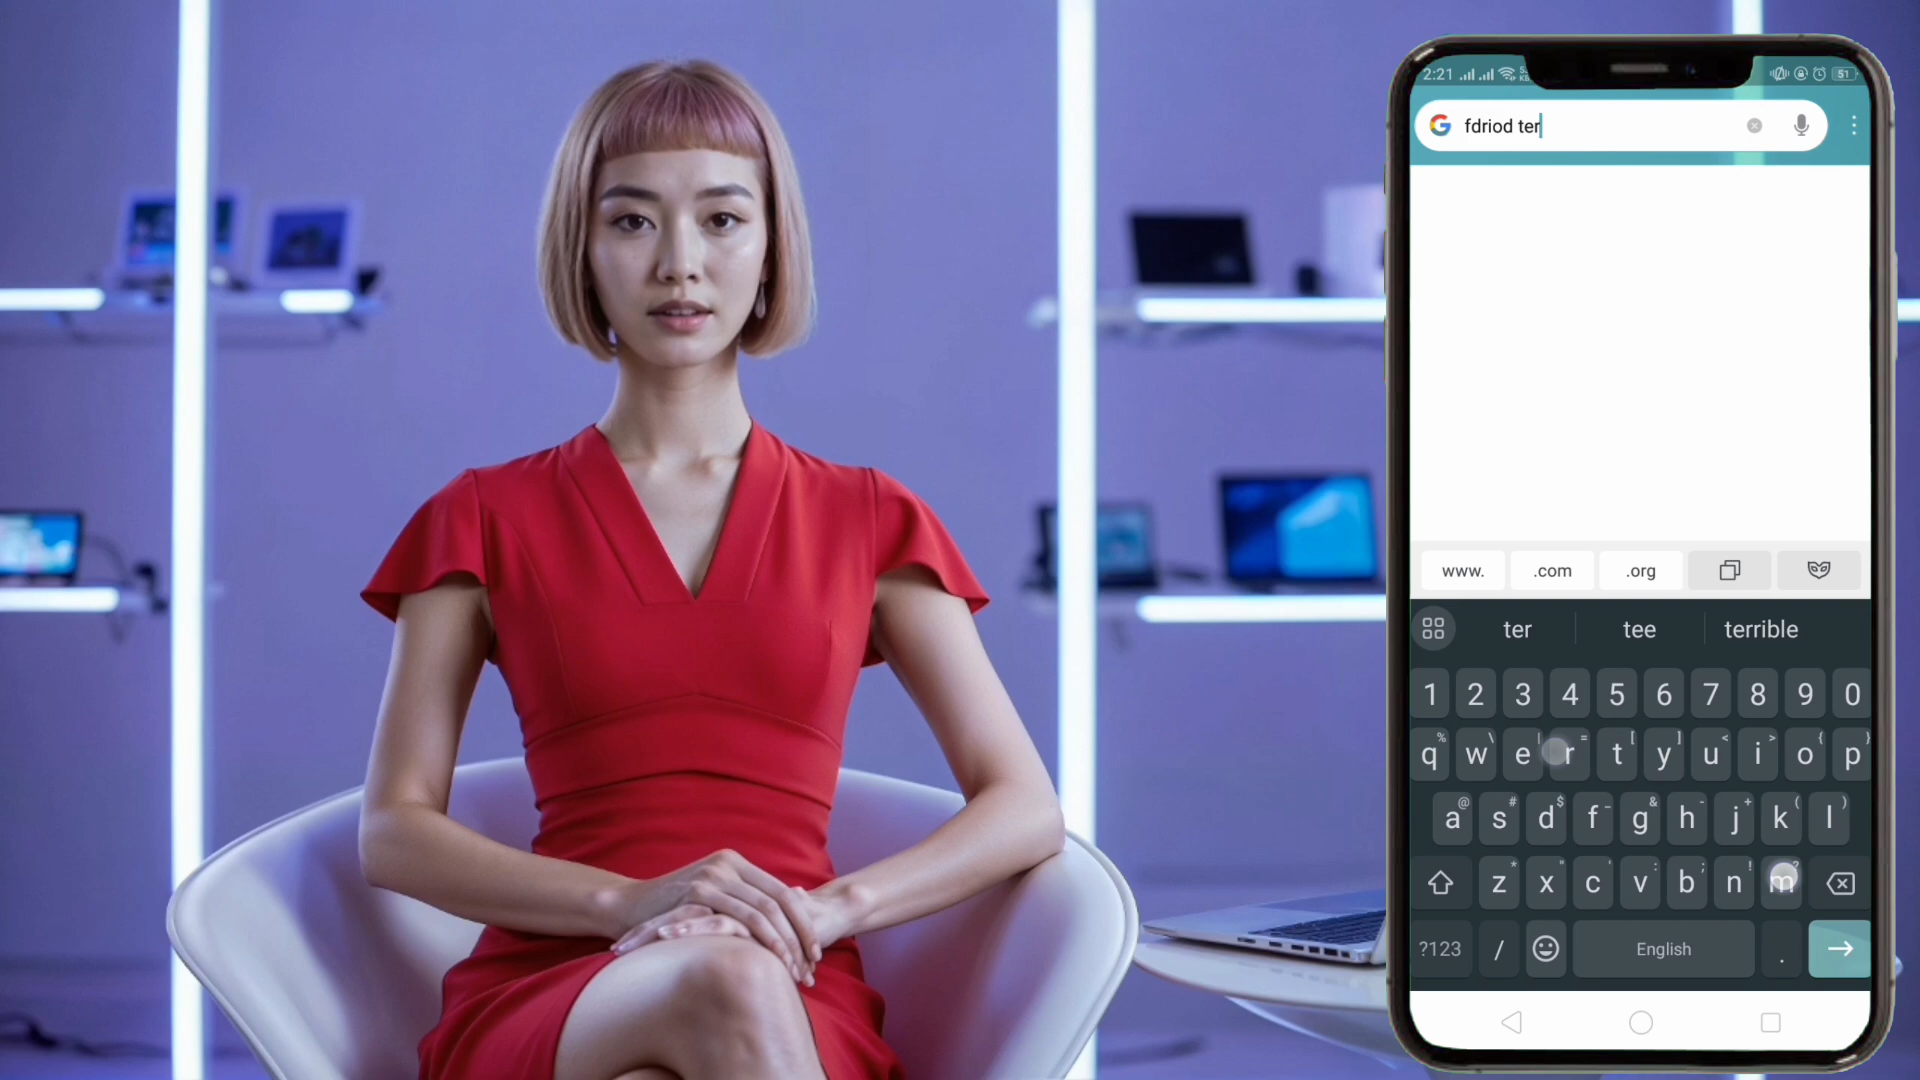 2:21
51
fdriod ter
www. .com .org
ter tee terrible
1 2 3 4 5 6 7 8 9 0
% \ | = [ ] < > { }
q w e r t y u i o p
@ # $ _ & - + ( )
a s d f g h j k l
* " ' : ; ! ?
z x c v b n m
?123 / English .